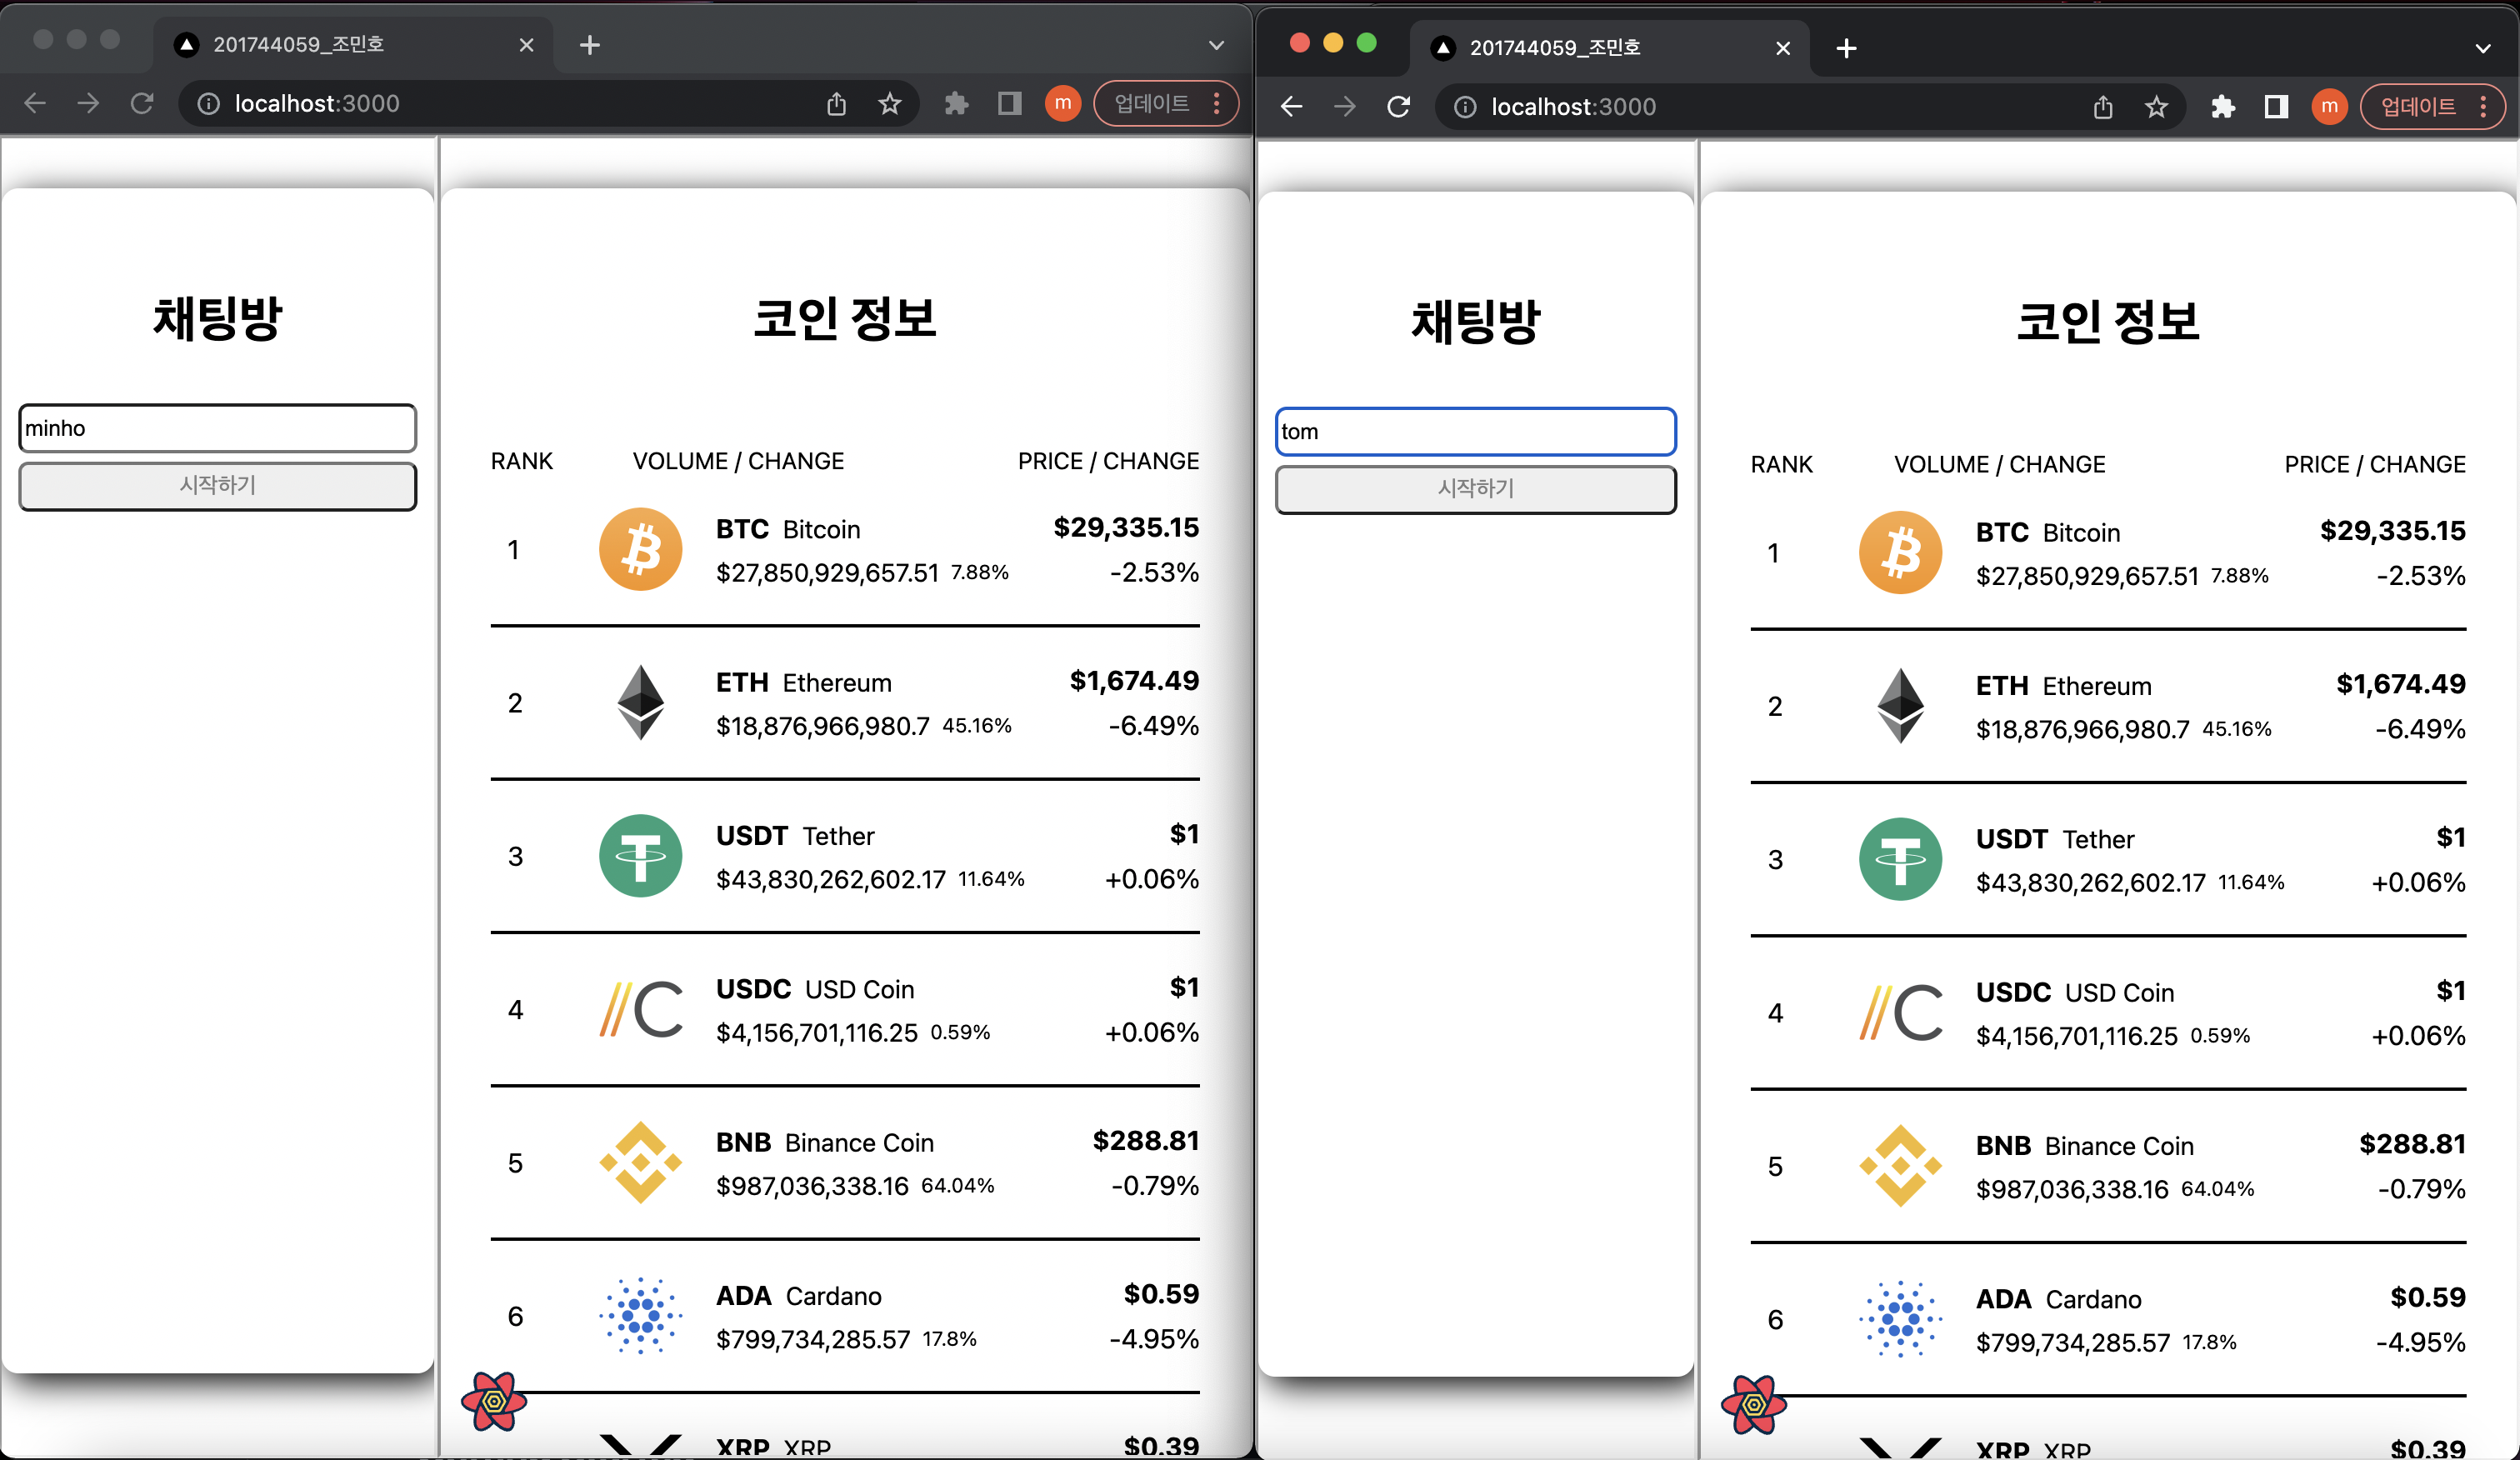 201744059_조민호
localhost:3000
m
업데이트
채팅방
minho
시작하기
코인 정보
RANK VOLUME / CHANGE PRICE / CHANGE
1 BTC Bitcoin $29,335.15
$27,850,929,657.51 7.88% -2.53%
2 ETH Ethereum $1,674.49
$18,876,966,980.7 45.16% -6.49%
3 USDT Tether $1
$43,830,262,602.17 11.64% +0.06%
4 USDC USD Coin $1
$4,156,701,116.25 0.59% +0.06%
5 BNB Binance Coin $288.81
$987,036,338.16 64.04% -0.79%
6 ADA Cardano $0.59
$799,734,285.57 17.8% -4.95%
XRP XRP $0.39
201744059_조민호
localhost:3000
m
업데이트
채팅방
tom
시작하기
코인 정보
RANK VOLUME / CHANGE PRICE / CHANGE
1 BTC Bitcoin $29,335.15
$27,850,929,657.51 7.88% -2.53%
2 ETH Ethereum $1,674.49
$18,876,966,980.7 45.16% -6.49%
3 USDT Tether $1
$43,830,262,602.17 11.64% +0.06%
4 USDC USD Coin $1
$4,156,701,116.25 0.59% +0.06%
5 BNB Binance Coin $288.81
$987,036,338.16 64.04% -0.79%
6 ADA Cardano $0.59
$799,734,285.57 17.8% -4.95%
XRP XRP $0.39